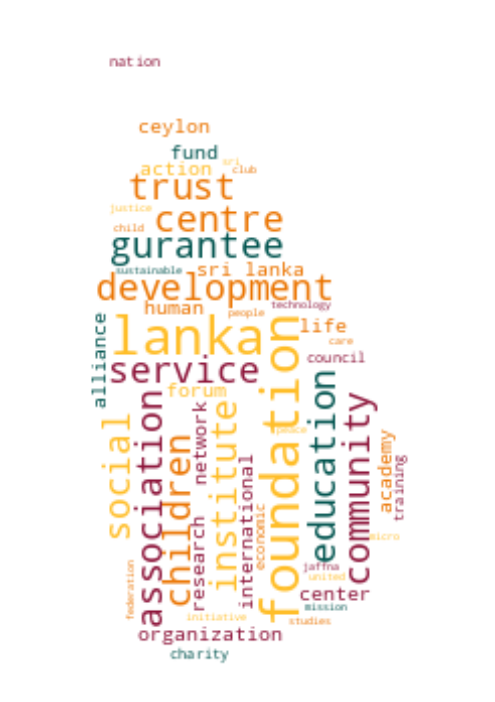 nation
ceylon
fund
sri
action
club
trust
justice
centre
child
gurantee
sustainable
sri lanka
development
technology
human
people
lanka
life
alliance
care
council
service
forum
foundation
education
social
association
children
network
institute
community
peace
academy
training
international
research
economic
micro
jaffna
united
federation
center
mission
initiative
studies
organization
charity